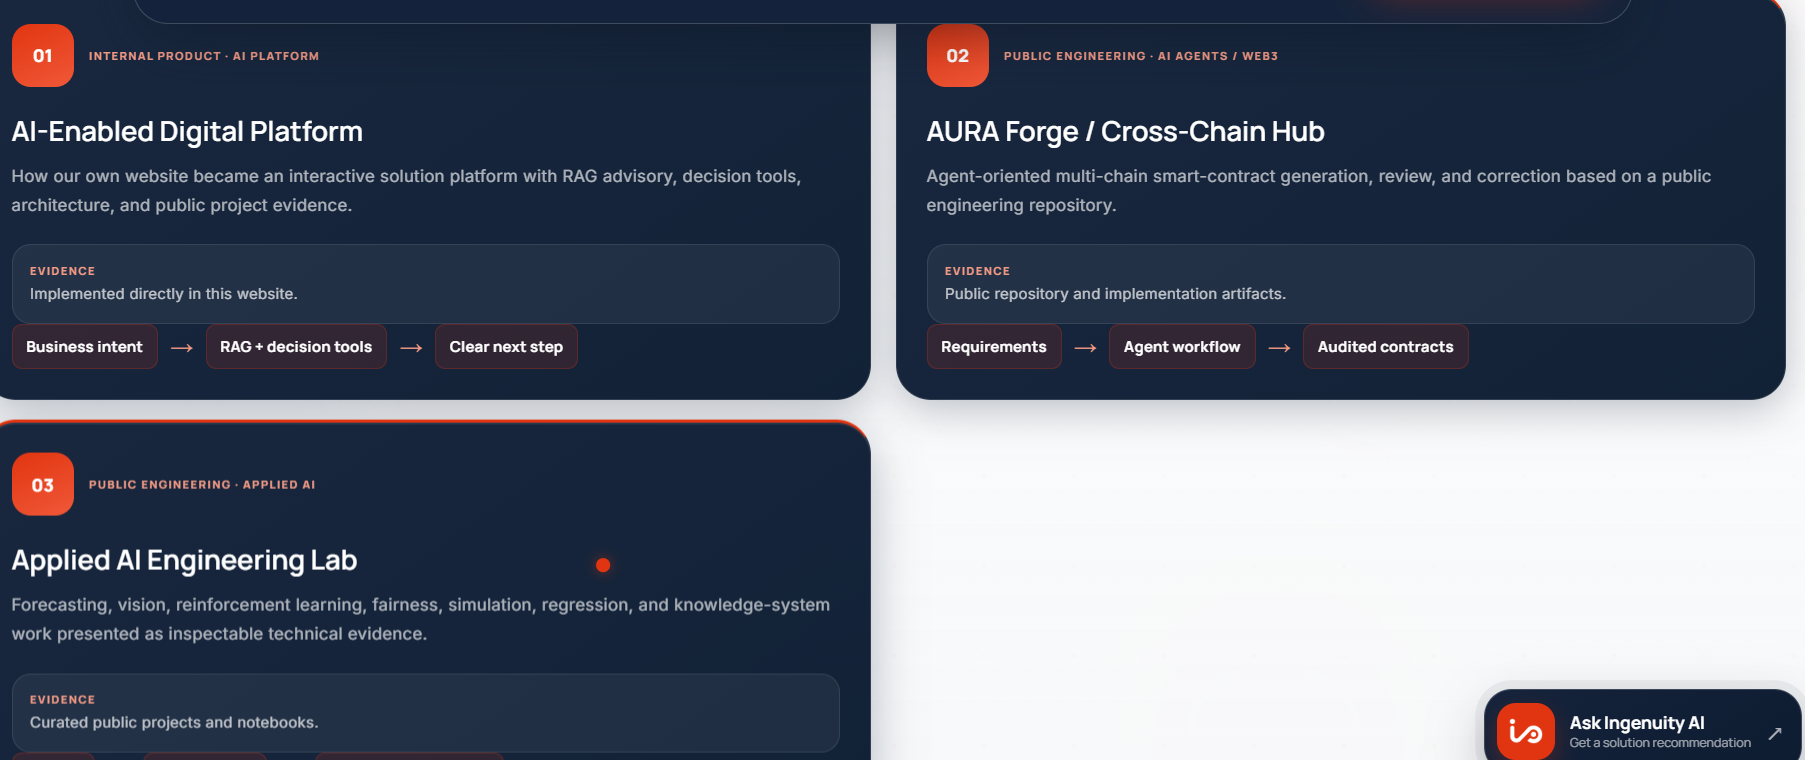 01
INTERNAL PRODUCT · AI PLATFORM
AI-Enabled Digital Platform
How our own website became an interactive solution platform with RAG advisory, decision tools,
architecture, and public project evidence.
EVIDENCE
Implemented directly in this website.
Business intent → RAG + decision tools → Clear next step
02
PUBLIC ENGINEERING · AI AGENTS / WEB3
AURA Forge / Cross-Chain Hub
Agent-oriented multi-chain smart-contract generation, review, and correction based on a public
engineering repository.
EVIDENCE
Public repository and implementation artifacts.
Requirements → Agent workflow → Audited contracts
03
PUBLIC ENGINEERING · APPLIED AI
Applied AI Engineering Lab
Forecasting, vision, reinforcement learning, fairness, simulation, regression, and knowledge-system
work presented as inspectable technical evidence.
EVIDENCE
Curated public projects and notebooks.
Ask Ingenuity AI
Get a solution recommendation ↗